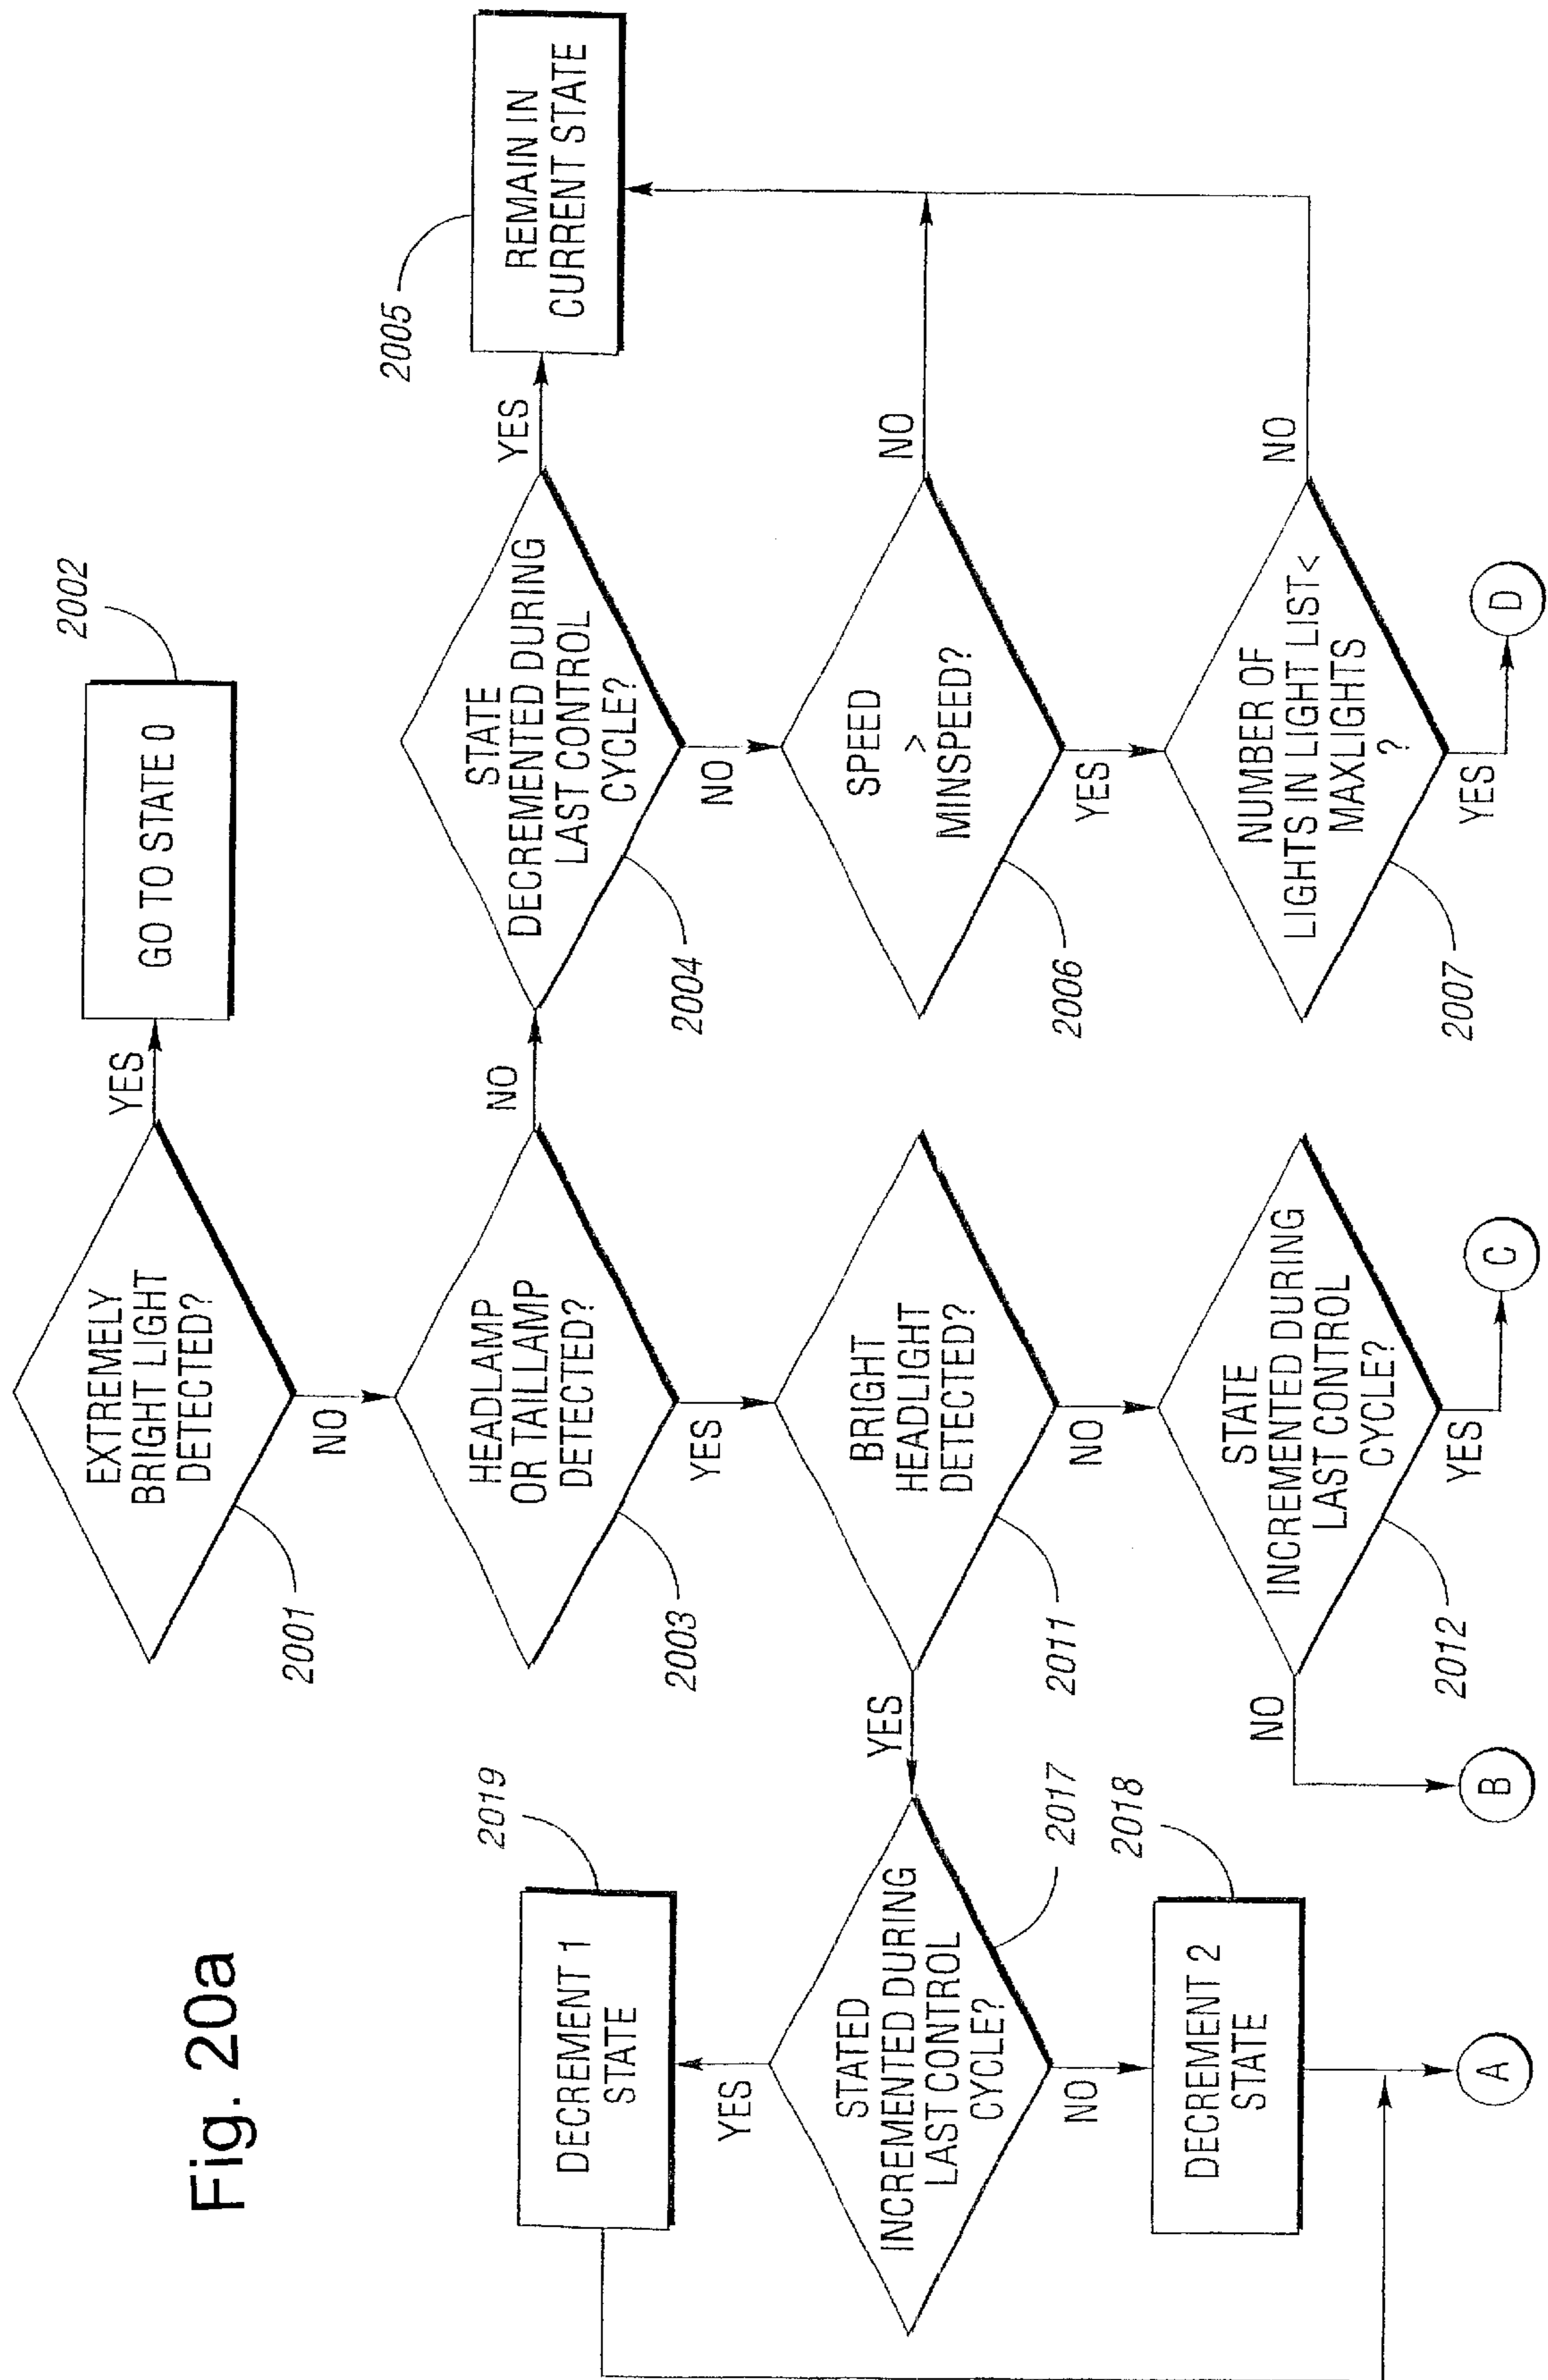 Fig. 20a
EXTREMELY
BRIGHT LIGHT
DETECTED?
2001
YES
GO TO STATE 0
2002
NO
HEADLAMP
OR TAILLAMP
DETECTED?
2003
NO
STATE
DECREMENTED DURING
LAST CONTROL
CYCLE?
2004
YES
REMAIN IN
CURRENT STATE
2005
NO
SPEED
>
MINSPEED?
2006
NO
YES
NUMBER OF
LIGHTS IN LIGHT LIST<
MAXLIGHTS
?
2007
NO
YES
D
YES
BRIGHT
HEADLIGHT
DETECTED?
2011
NO
STATE
INCREMENTED DURING
LAST CONTROL
CYCLE?
2012
YES
C
NO
B
YES
STATED
INCREMENTED DURING
LAST CONTROL
CYCLE?
2017
YES
DECREMENT 1
STATE
2019
NO
DECREMENT 2
STATE
2018
A